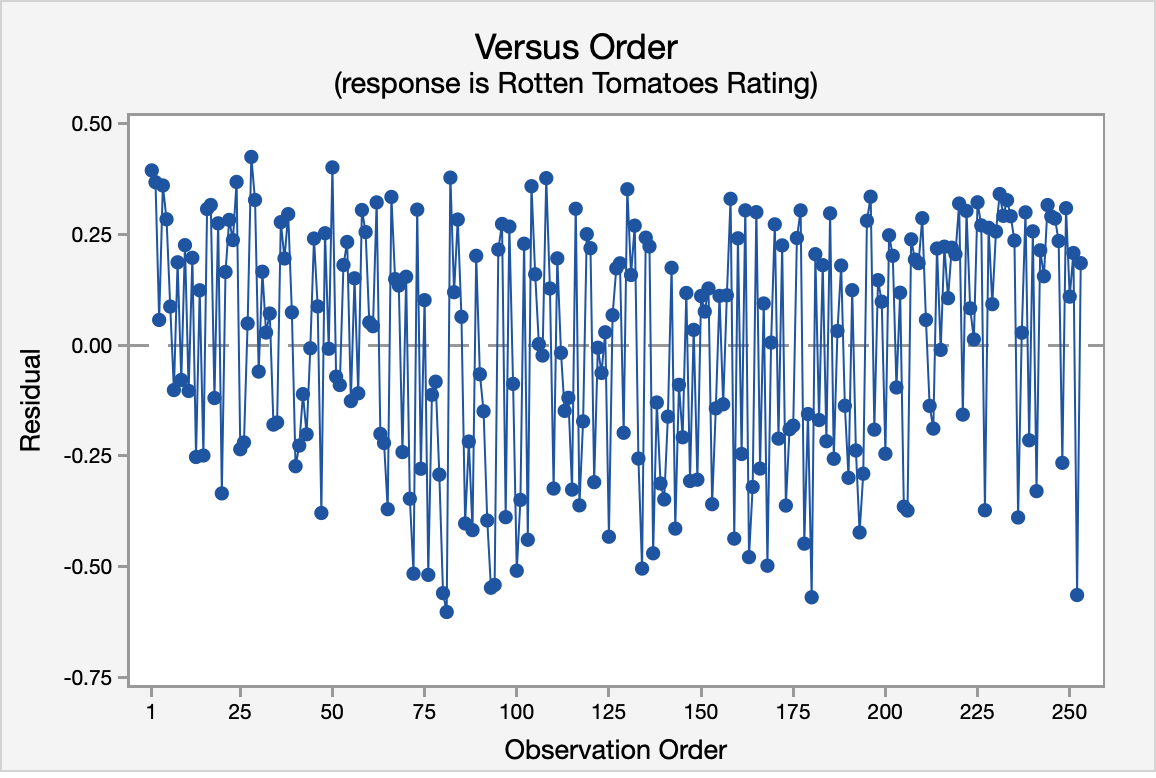 Versus Order
(response is Rotten Tomatoes Rating)
0.50
0.25
0.00
-0.25
-0.50
-0.75
Residual
1 25 50 75 100 125 150 175 200 225 250
Observation Order